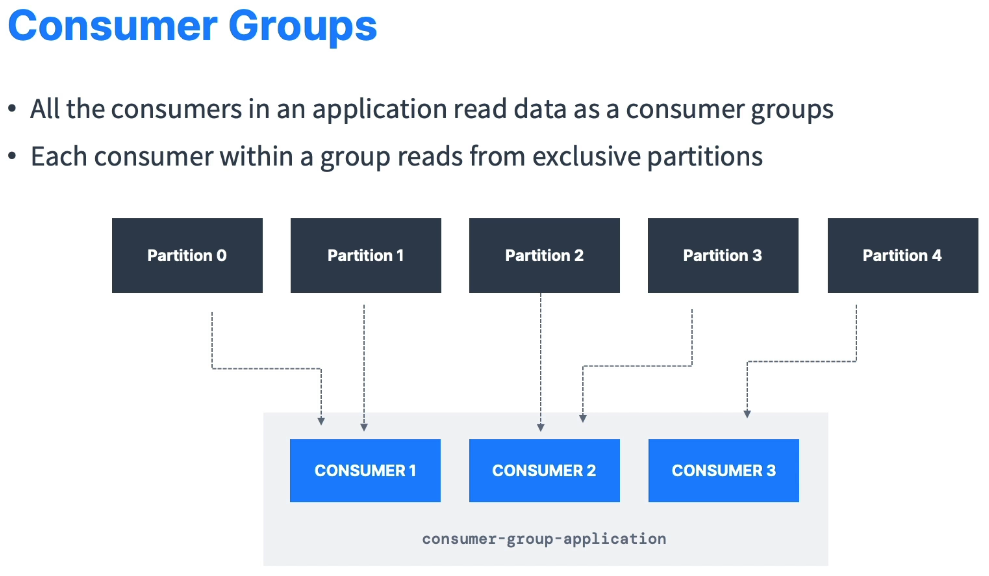 Consumer Groups
• All the consumers in an application read data as a consumer groups
• Each consumer within a group reads from exclusive partitions
Partition 0
Partition 1
Partition 2
Partition 3
Partition 4
CONSUMER 1
CONSUMER 2
CONSUMER 3
consumer-group-application